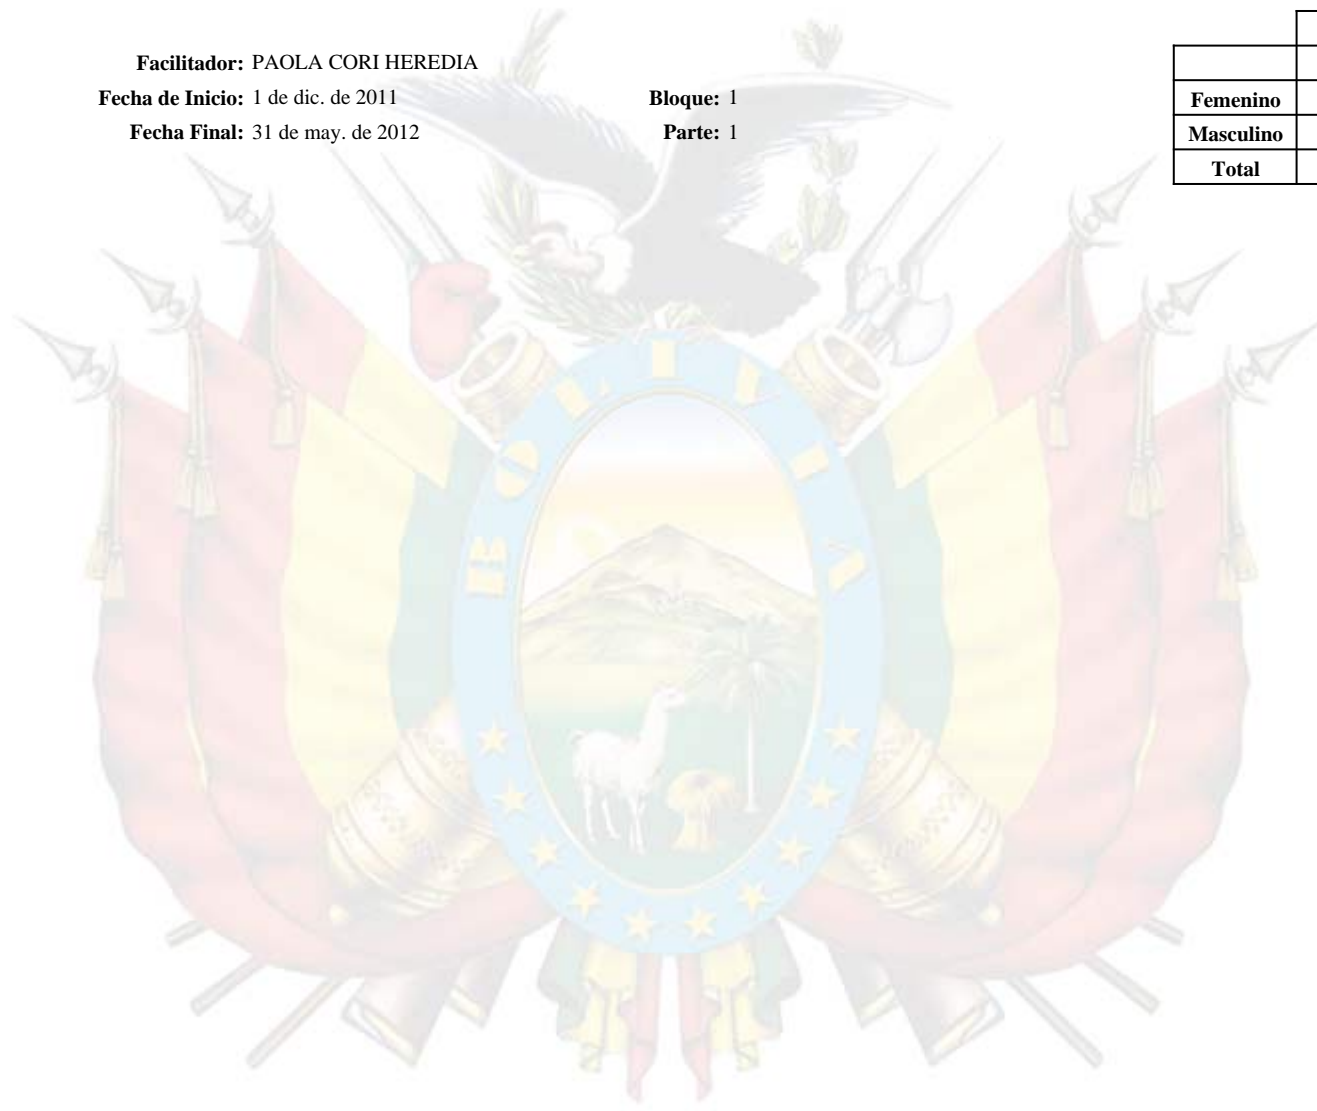 Facilitador: PAOLA CORI HEREDIA
Fecha de Inicio: 1 de dic. de 2011 Bloque: 1
Fecha Final: 31 de may. de 2012 Parte: 1
Femenino
Masculino
Total
BOLIVIA